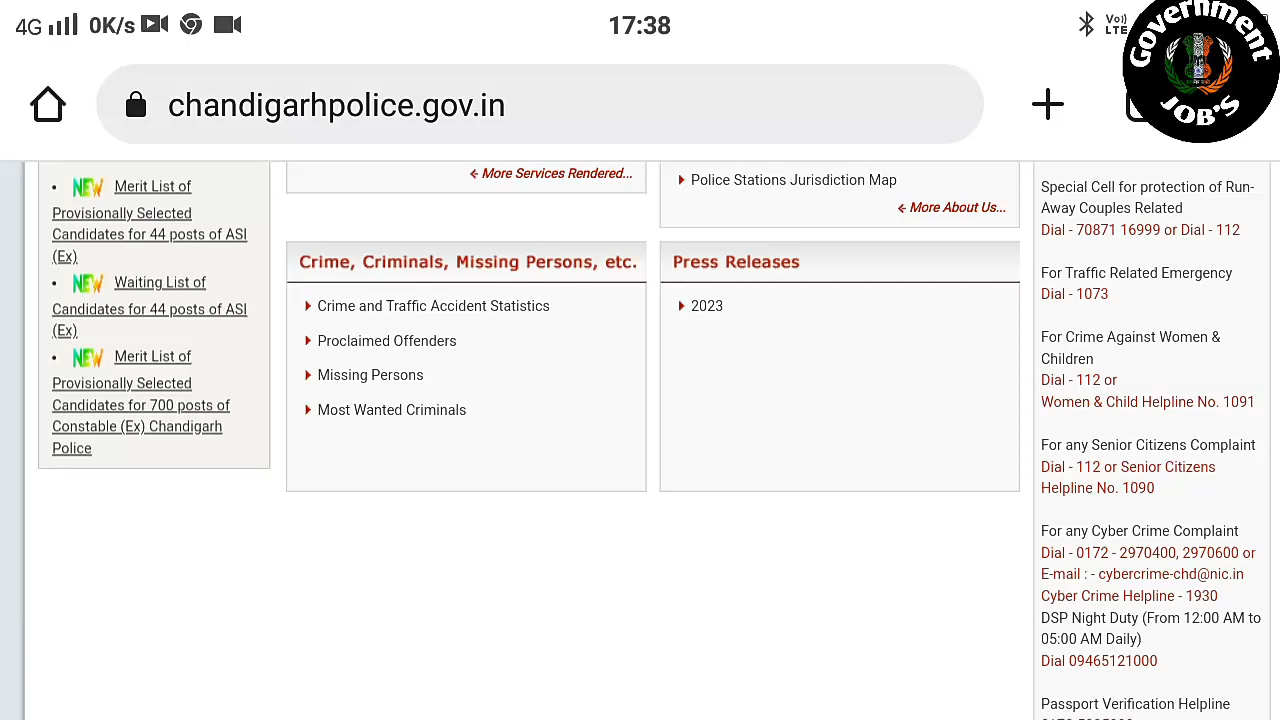 4G 0K/s 17:38 Vo)) LTE
Government JOB'S
chandigarhpolice.gov.in
NEW Merit List of
Provisionally Selected
Candidates for 44 posts of ASI
(Ex)
NEW Waiting List of
Candidates for 44 posts of ASI
(Ex)
NEW Merit List of
Provisionally Selected
Candidates for 700 posts of
Constable (Ex) Chandigarh
Police
More Services Rendered...
Crime, Criminals, Missing Persons, etc.
Crime and Traffic Accident Statistics
Proclaimed Offenders
Missing Persons
Most Wanted Criminals
Police Stations Jurisdiction Map
More About Us...
Press Releases
2023
Special Cell for protection of Run-
Away Couples Related
Dial - 70871 16999 or Dial - 112
For Traffic Related Emergency
Dial - 1073
For Crime Against Women &
Children
Dial - 112 or
Women & Child Helpline No. 1091
For any Senior Citizens Complaint
Dial - 112 or Senior Citizens
Helpline No. 1090
For any Cyber Crime Complaint
Dial - 0172 - 2970400, 2970600 or
E-mail : - cybercrime-chd@nic.in
Cyber Crime Helpline - 1930
DSP Night Duty (From 12:00 AM to
05:00 AM Daily)
Dial 09465121000
Passport Verification Helpline